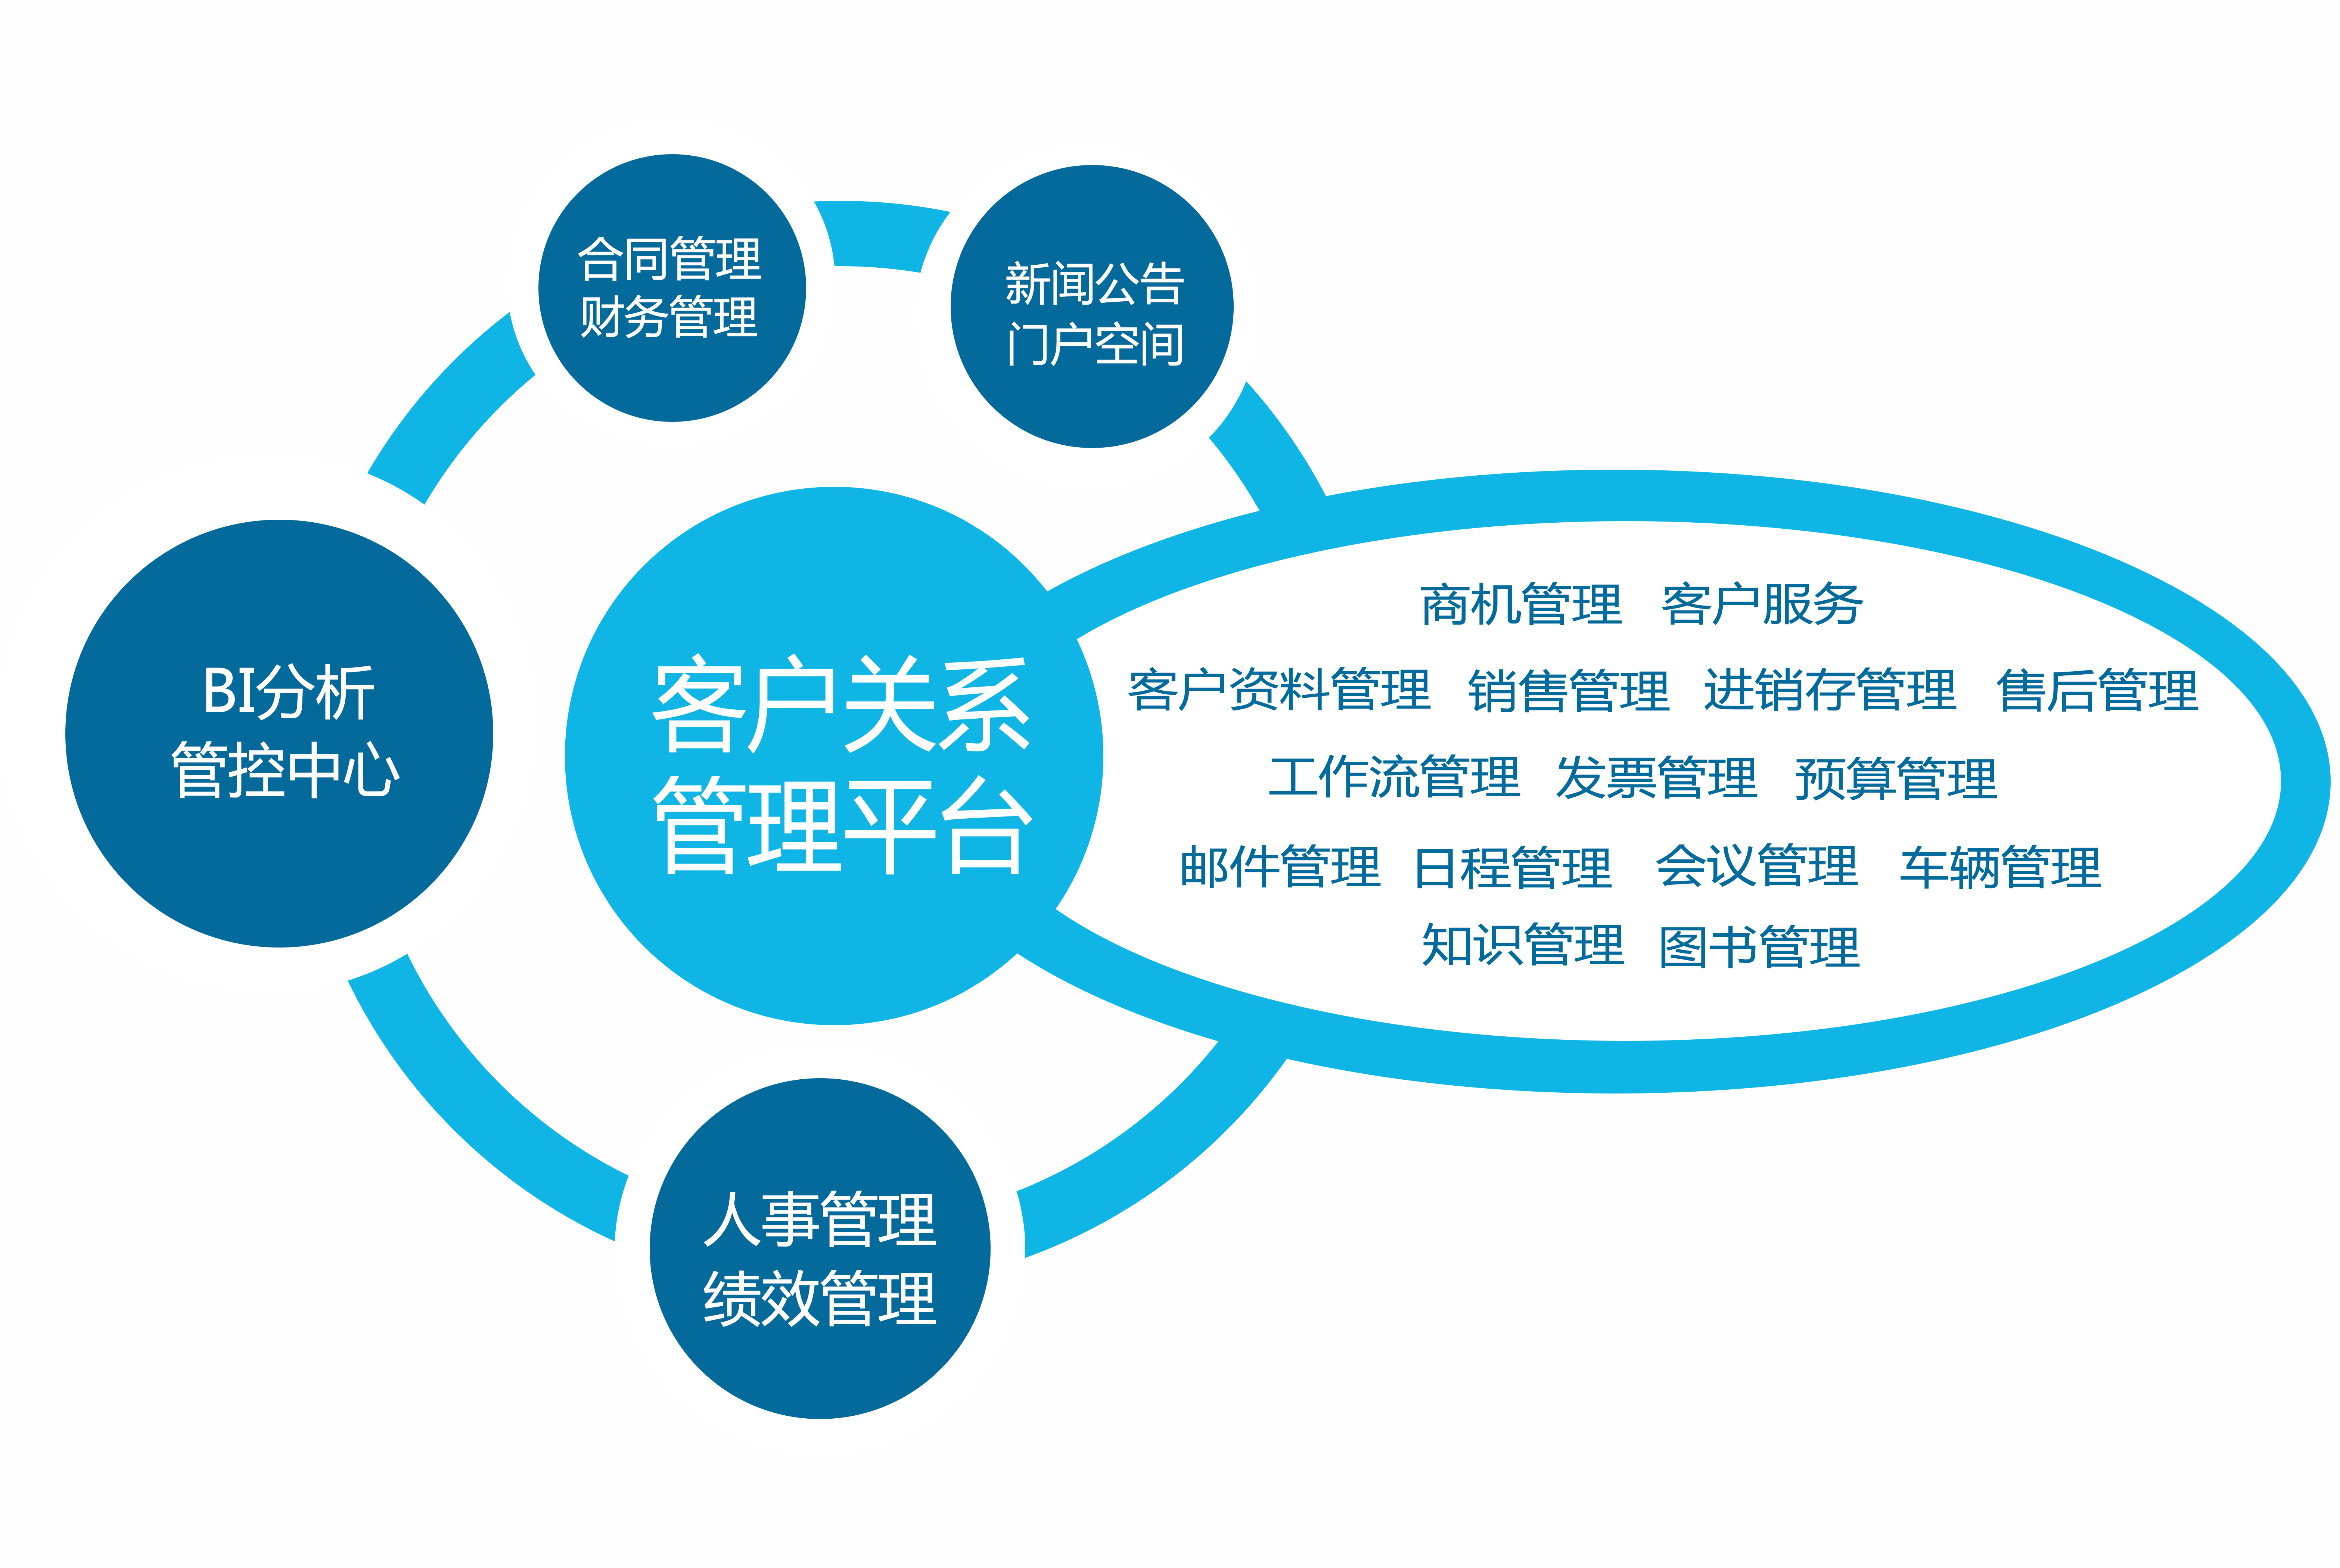 合同管理
财务管理
新闻公告
门户空间
BI分析
管控中心
客户关系
管理平台
商机管理 客户服务
客户资料管理 销售管理 进销存管理 售后管理
工作流管理 发票管理 预算管理
邮件管理 日程管理 会议管理 车辆管理
知识管理 图书管理
人事管理
绩效管理